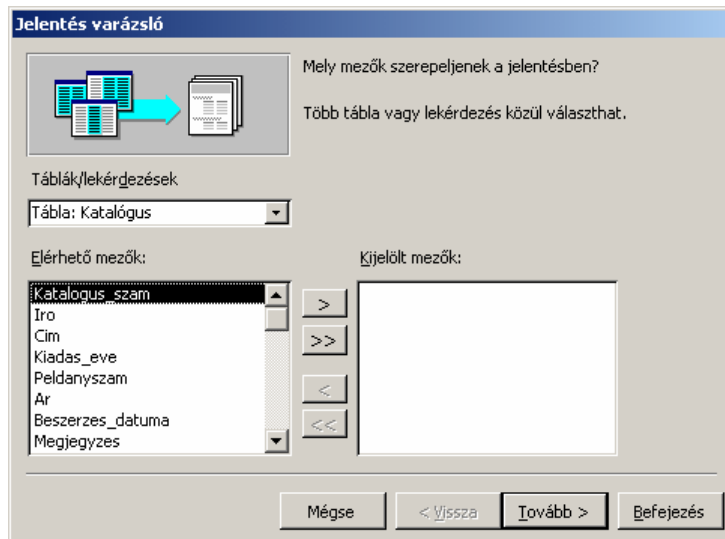 Jelentés varázsló
Mely mezők szerepeljenek a jelentésben?
Több tábla vagy lekérdezés közül választhat.
Táblák/lekérdezések
Tábla: Katalógus
Elérhető mezők:
Kijelölt mezők:
Katalogus_szam
Iro
Cim
Kiadas_eve
Peldanyszam
Ar
Beszerzes_datuma
Megjegyzes
>
>>
<
<<
Mégse
< Vissza
Tovább >
Befejezés